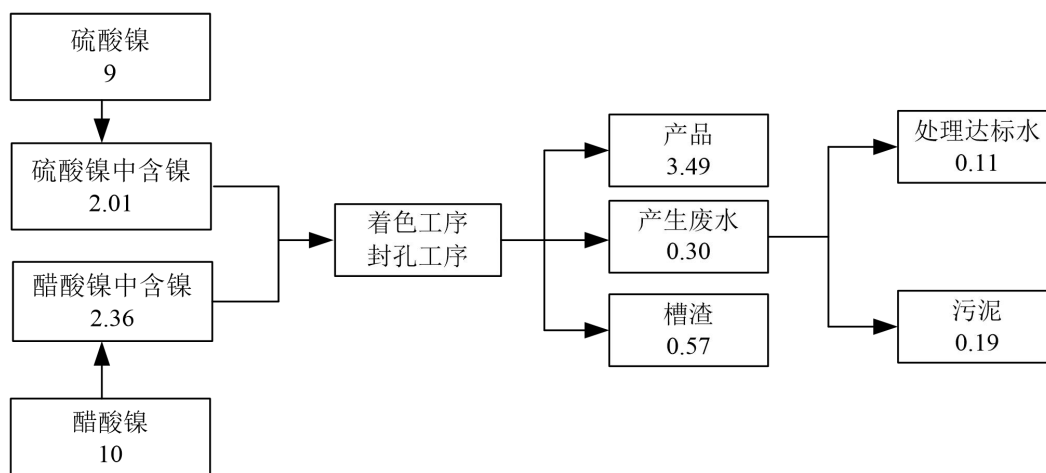 硫酸镍
9
硫酸镍中含镍
2.01
醋酸镍中含镍
2.36
醋酸镍
10
着色工序
封孔工序
产品
3.49
产生废水
0.30
槽渣
0.57
处理达标水
0.11
污泥
0.19